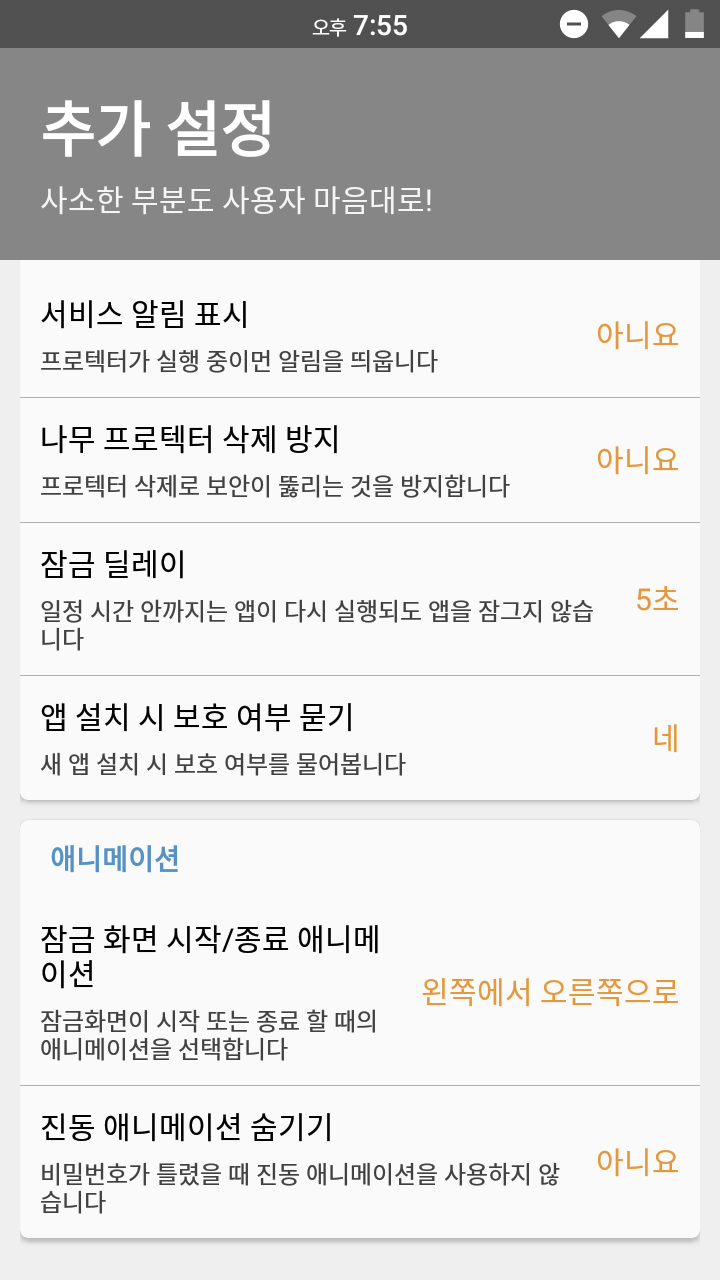 오후 7:55
추가 설정
사소한 부분도 사용자 마음대로!
서비스 알림 표시
아니요
프로텍터가 실행 중이먼 알림을 띄웁니다
나무 프로텍터 삭제 방지
아니요
프로텍터 삭제로 보안이 뚫리는 것을 방지합니다
잠금 딜레이
5초
일정 시간 안까지는 앱이 다시 실행되도 앱을 잠그지 않습
니다
앱 설치 시 보호 여부 묻기
네
새 앱 설치 시 보호 여부를 물어봅니다
애니메이션
잠금 화면 시작/종료 애니메
이션
왼쪽에서 오른쪽으로
잠금화면이 시작 또는 종료 할 때의
애니메이션을 선택합니다
진동 애니메이션 숨기기
아니요
비밀번호가 틀렸을 때 진동 애니메이션을 사용하지 않
습니다